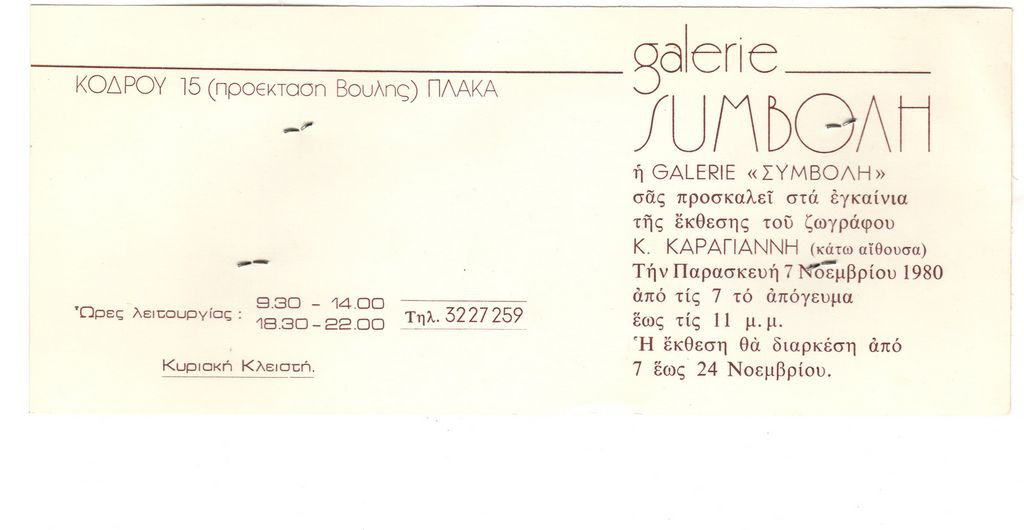 galerie
SUMBOΛH
ΚΟΔΡΟΥ 15 (προεκταση Βουλης) ΠΛΑΚΑ
ἡ GALERIE «ΣΥΜΒΟΛΗ»
σᾶς προσκαλεῖ στά ἐγκαίνια
τῆς ἔκθεσης τοῦ ζωγράφου
Κ. ΚΑΡΑΓΙΑΝΝΗ (κάτω αἴθουσα)
Τήν Παρασκευή 7 Νοεμβρίου 1980
ἀπό τίς 7 τό ἀπόγευμα
ἕως τίς 11 μ.μ.
Ἡ ἔκθεση θὰ διαρκέση ἀπό
7 ἕως 24 Νοεμβρίου.
Ὧρες λειτουργίας: 9.30 - 14.00
18.30 - 22.00
Τηλ. 3227259
Κυριακή Κλειστή.